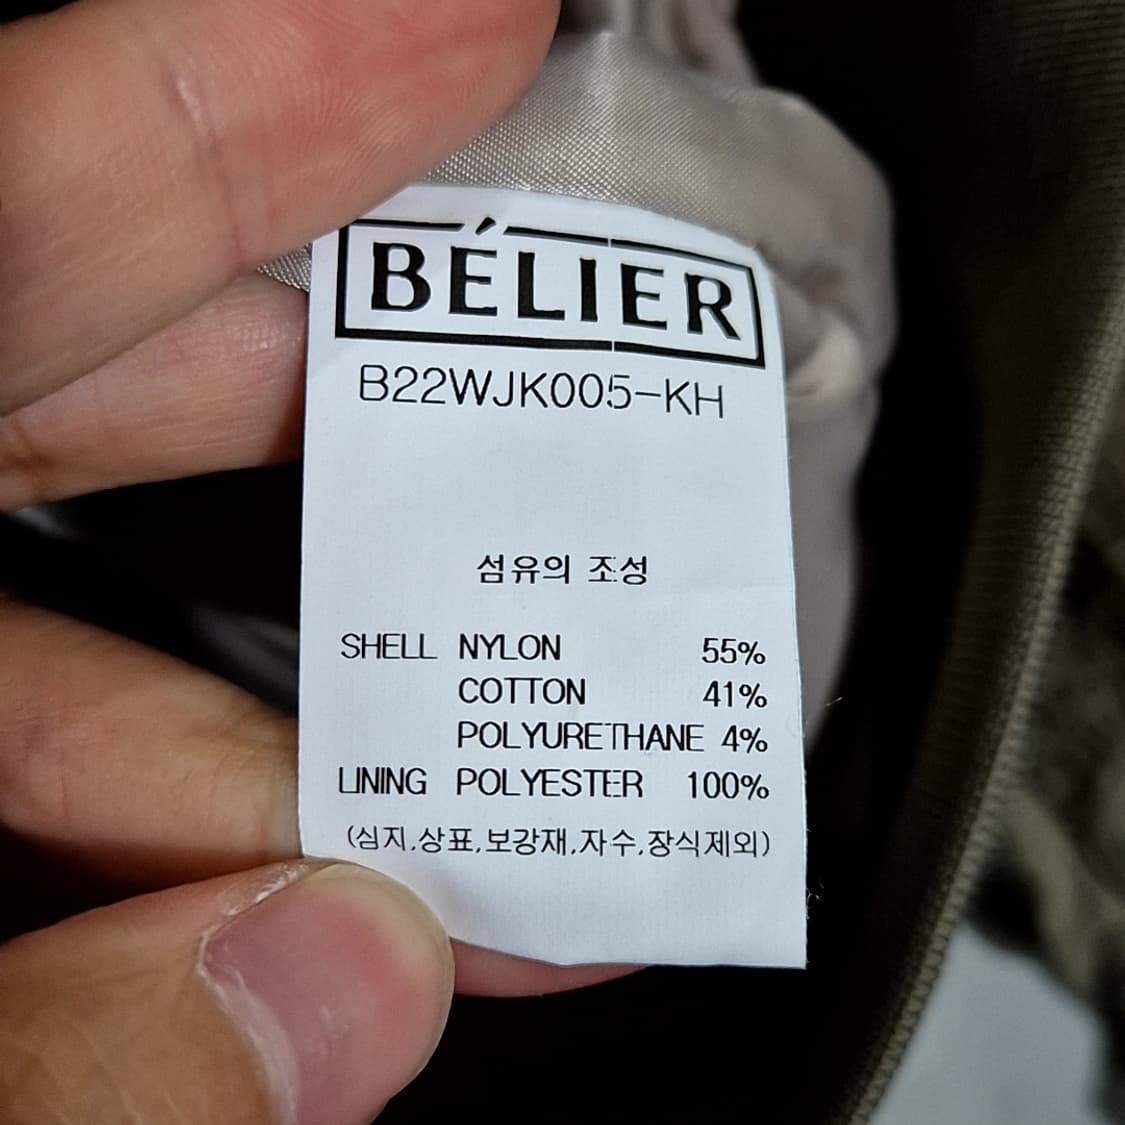 BÉLIER
B22WJK005-KH
섬유의 조성
SHELL NYLON 55%
COTTON 41%
POLYURETHANE 4%
LINING POLYESTER 100%
(심지,상표,보강재,자수,장식제외)